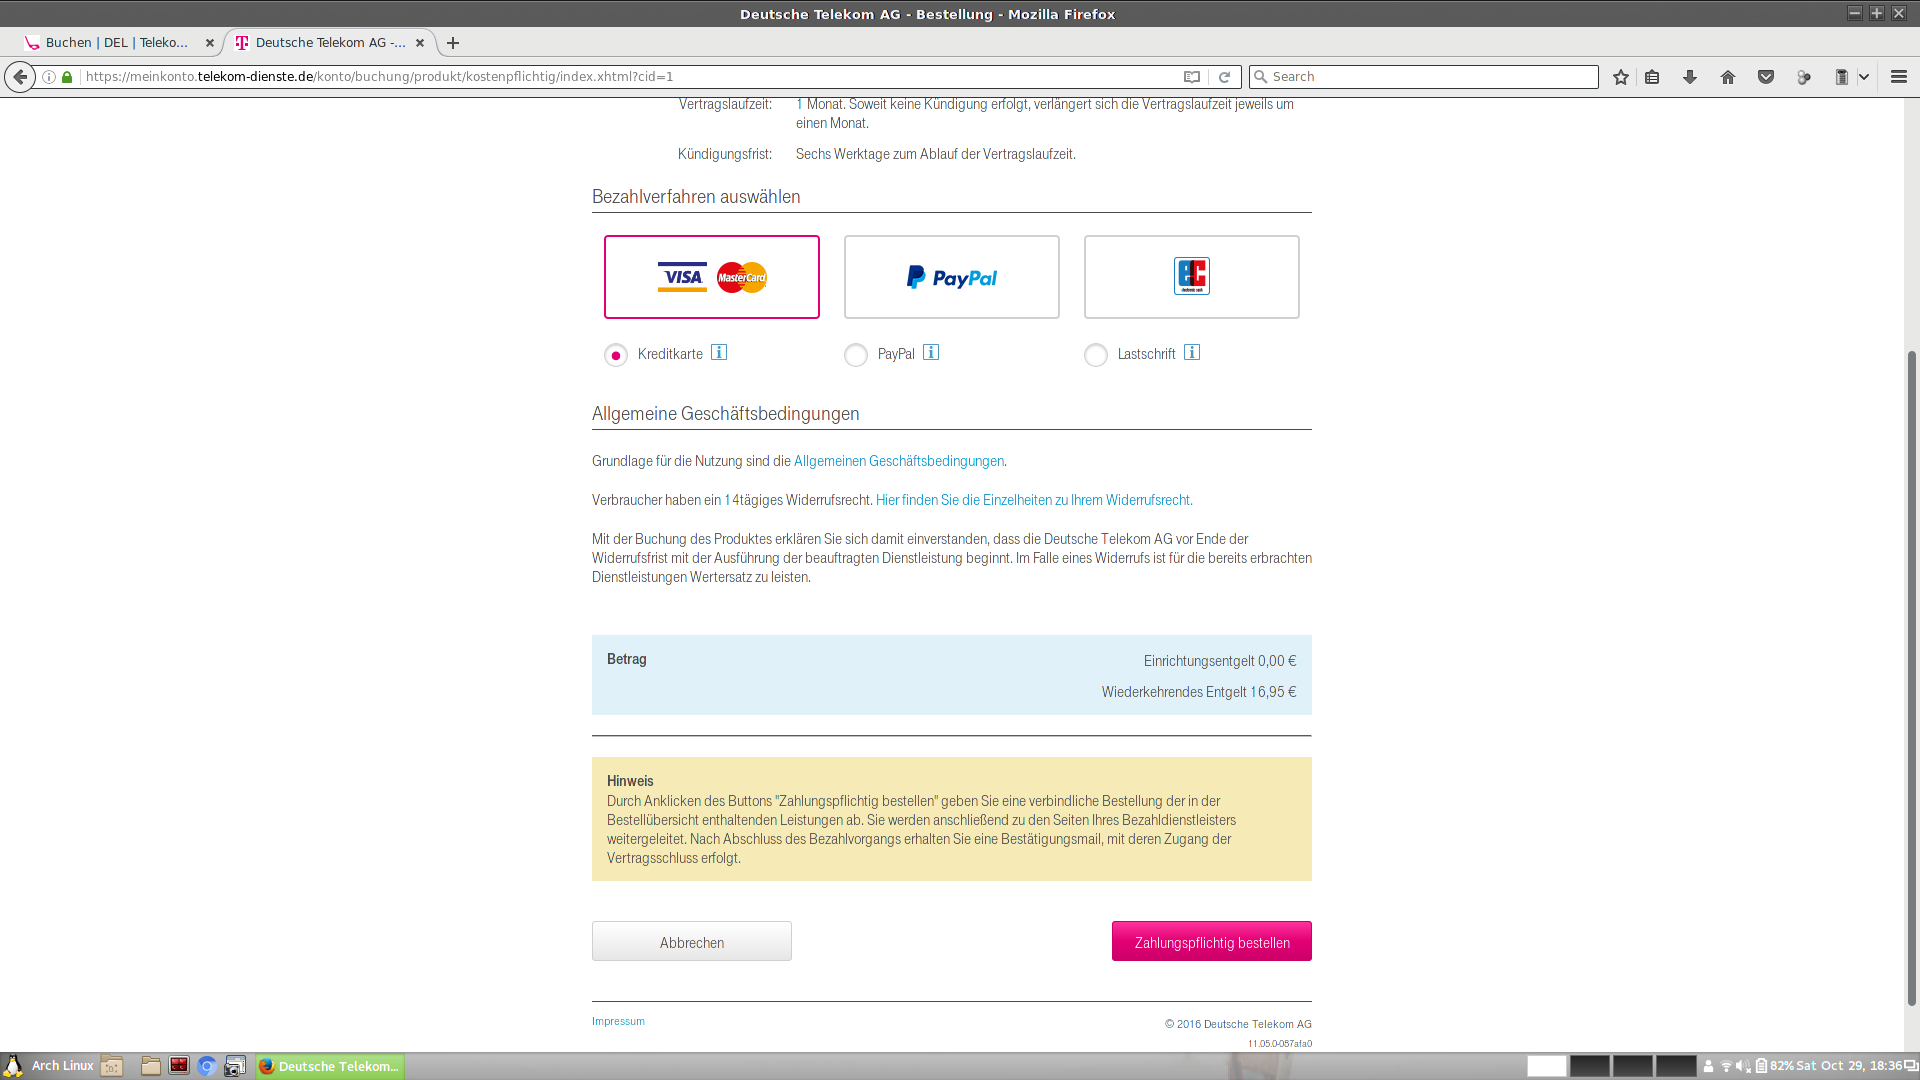 Deutsche Telekom AG - Bestellung - Mozilla Firefox
Buchen | DEL | Teleko...
Deutsche Telekom AG -...
https://meinkonto.telekom-dienste.de/konto/buchung/produkt/kostenpflichtig/index.xhtml?cid=1
Search
Vertragslaufzeit: 1 Monat. Soweit keine Kündigung erfolgt, verlängert sich die Vertragslaufzeit jeweils um
einen Monat.
Kündigungsfrist: Sechs Werktage zum Ablauf der Vertragslaufzeit.
Bezahlverfahren auswählen
VISA MasterCard
PayPal
ec electronic cash
Kreditkarte i
PayPal i
Lastschrift i
Allgemeine Geschäftsbedingungen
Grundlage für die Nutzung sind die Allgemeinen Geschäftsbedingungen.
Verbraucher haben ein 14tägiges Widerrufsrecht. Hier finden Sie die Einzelheiten zu Ihrem Widerrufsrecht.
Mit der Buchung des Produktes erklären Sie sich damit einverstanden, dass die Deutsche Telekom AG vor Ende der
Widerrufsfrist mit der Ausführung der beauftragten Dienstleistung beginnt. Im Falle eines Widerrufs ist für die bereits erbrachten
Dienstleistungen Wertersatz zu leisten.
Betrag
Einrichtungsentgelt 0,00 €
Wiederkehrendes Entgelt 16,95 €
Hinweis
Durch Anklicken des Buttons "Zahlungspflichtig bestellen" geben Sie eine verbindliche Bestellung der in der
Bestellübersicht enthaltenden Leistungen ab. Sie werden anschließend zu den Seiten Ihres Bezahldienstleisters
weitergeleitet. Nach Abschluss des Bezahlvorgangs erhalten Sie eine Bestätigungsmail, mit deren Zugang der
Vertragsschluss erfolgt.
Abbrechen
Zahlungspflichtig bestellen
Impressum
© 2016 Deutsche Telekom AG
11.05.0-087afa0
Arch Linux
Deutsche Telekom...
82% Sat Oct 29, 18:36